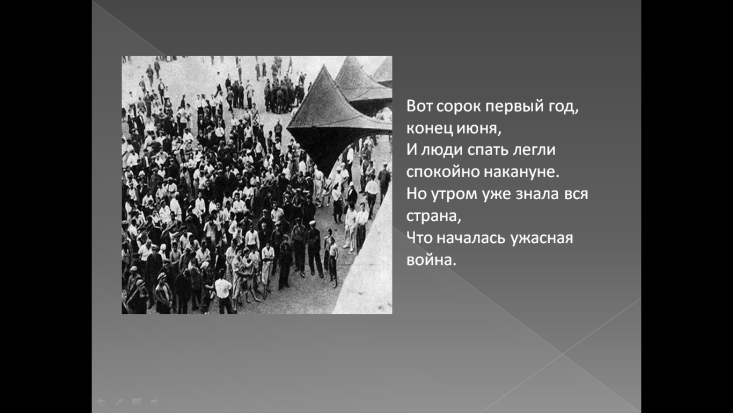 Вот сорок первый год,
конец июня,
И люди спать легли
спокойно накануне.
Но утром уже знала вся
страна,
Что началась ужасная
война.